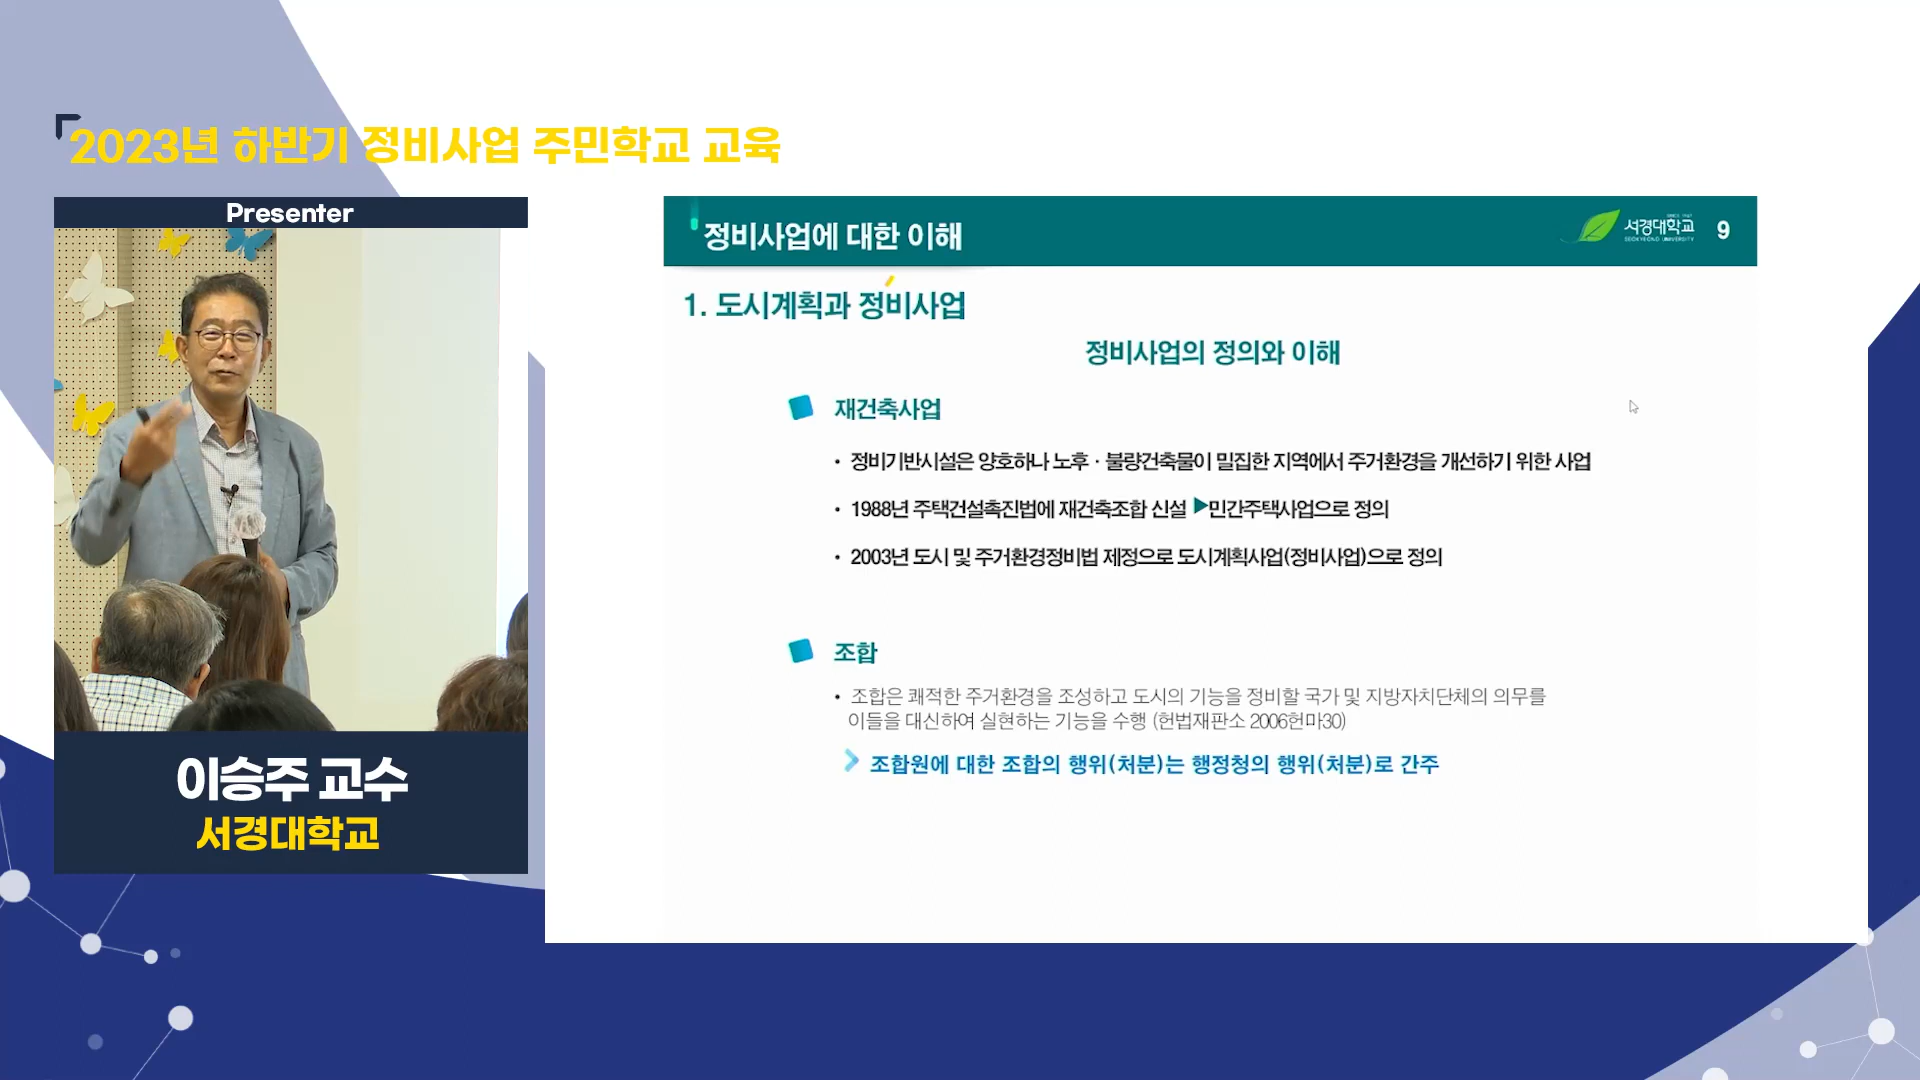 2023년 하반기 정비사업 주민학교 교육
Presenter
이승주 교수
서경대학교
정비사업에 대한 이해
SINCE 1947
서경대학교
SEOKYEONG UNIVERSITY
9
1. 도시계획과 정비사업
정비사업의 정의와 이해
재건축사업
• 정비기반시설은 양호하나 노후 · 불량건축물이 밀집한 지역에서 주거환경을 개선하기 위한 사업
• 1988년 주택건설촉진법에 재건축조합 신설 ▶민간주택사업으로 정의
• 2003년 도시 및 주거환경정비법 제정으로 도시계획사업(정비사업)으로 정의
조합
• 조합은 쾌적한 주거환경을 조성하고 도시의 기능을 정비할 국가 및 지방자치단체의 의무를
이들을 대신하여 실현하는 기능을 수행 (헌법재판소 2006헌마30)
조합원에 대한 조합의 행위(처분)는 행정청의 행위(처분)로 간주